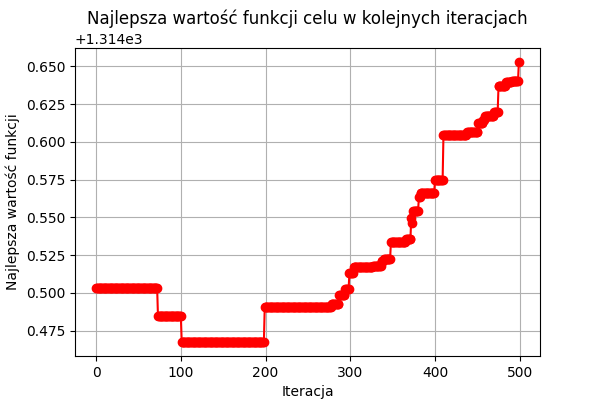 Najlepsza wartość funkcji celu w kolejnych iteracjach
+1.314e3
0.650
0.625
0.600
0.575
0.550
0.525
0.500
0.475
Najlepsza wartość funkcji
0 100 200 300 400 500
Iteracja